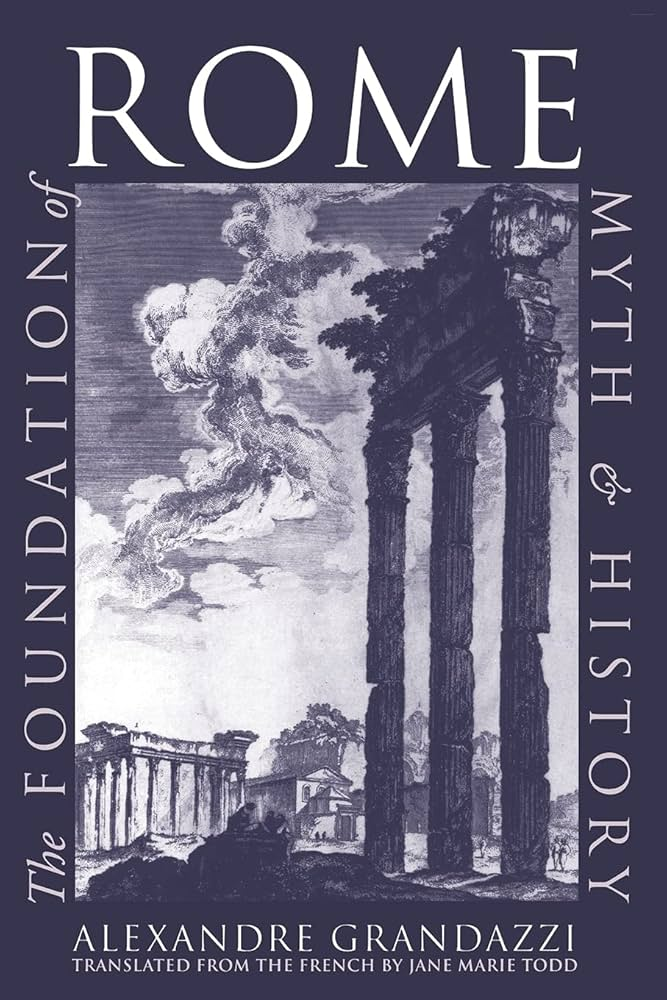 The FOUNDATION of
ROME
MYTH & HISTORY
ALEXANDRE GRANDAZZI
TRANSLATED FROM THE FRENCH BY JANE MARIE TODD